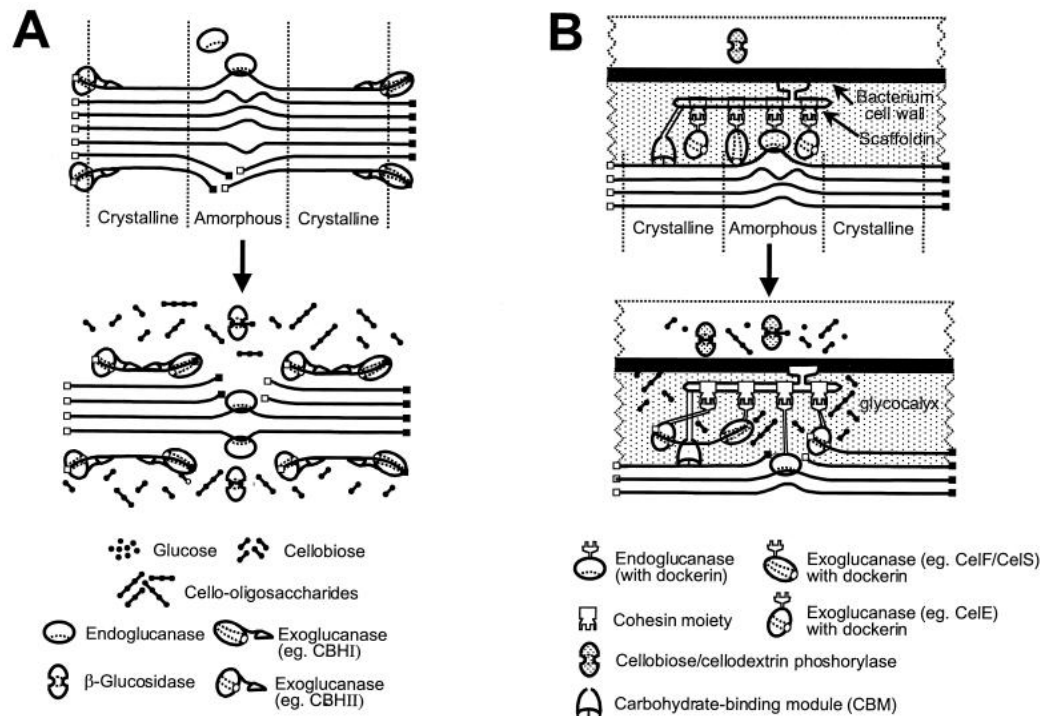 A
Crystalline
Amorphous
Crystalline
Glucose
Cellobiose
Cello-oligosaccharides
Endoglucanase
Exoglucanase
(eg. CBHI)
β-Glucosidase
Exoglucanase
(eg. CBHII)
B
Bacterium
cell wall
Scaffoldin
Crystalline
Amorphous
Crystalline
glycocalyx
Endoglucanase
(with dockerin)
Exoglucanase (eg. CelF/CelS)
with dockerin
Cohesin moiety
Exoglucanase (eg. CelE)
with dockerin
Cellobiose/cellodextrin phoshorylase
Carbohydrate-binding module (CBM)